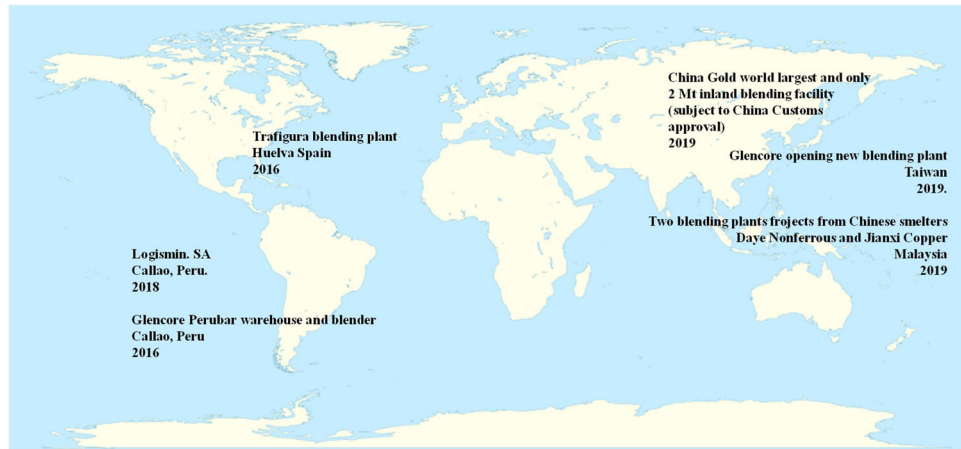 China Gold world largest and only
2 Mt inland blending facility
(subject to China Customs
approval)
2019
Trafigura blending plant
Huelva Spain
2016
Glencore opening new blending plant
Taiwan
2019.
Two blending plants frojects from Chinese smelters
Daye Nonferrous and Jianxi Copper
Malaysia
2019
Logismin. SA
Callao, Peru.
2018
Glencore Perubar warehouse and blender
Callao, Peru
2016